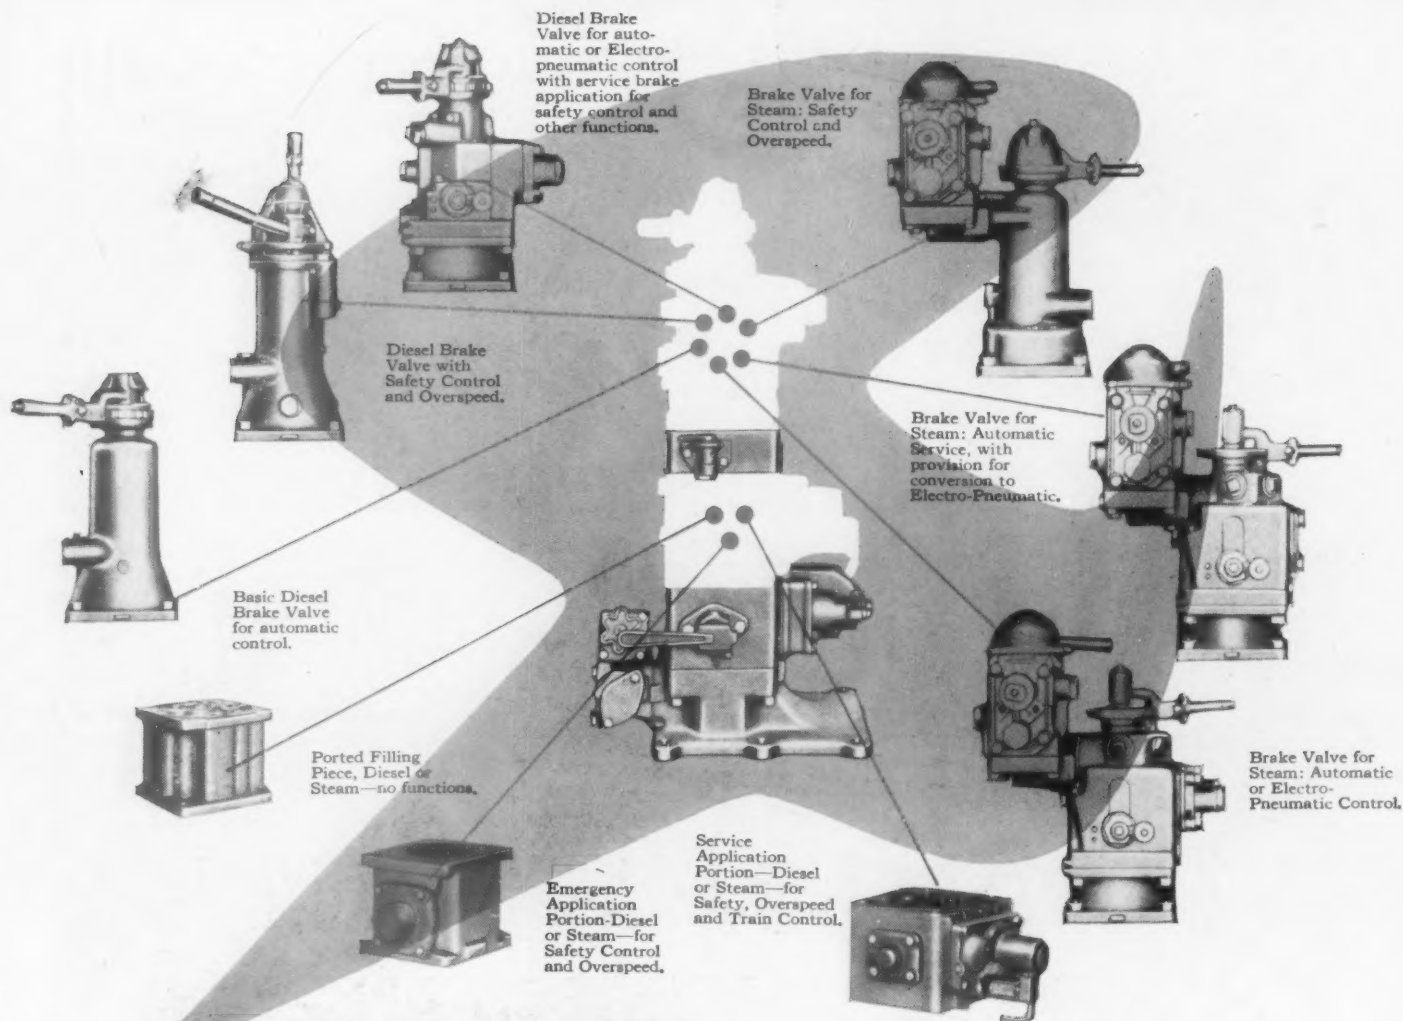 Diesel Brake
Valve for auto-
matic or Electro-
pneumatic control
with service brake
application for
safety control and
other functions.
Brake Valve for
Steam: Safety
Control and
Overspeed.
Diesel Brake
Valve with
Safety Control
and Overspeed.
Brake Valve for
Steam: Automatic
Service, with
provision for
conversion to
Electro-Pneumatic.
Basic Diesel
Brake Valve
for automatic
control.
Ported Filling
Piece, Diesel or
Steam—no functions.
Brake Valve for
Steam: Automatic
or Electro-
Pneumatic Control.
Emergency
Application
Portion-Diesel
or Steam—for
Safety Control
and Overspeed.
Service
Application
Portion—Diesel
or Steam—for
Safety, Overspeed
and Train Control.